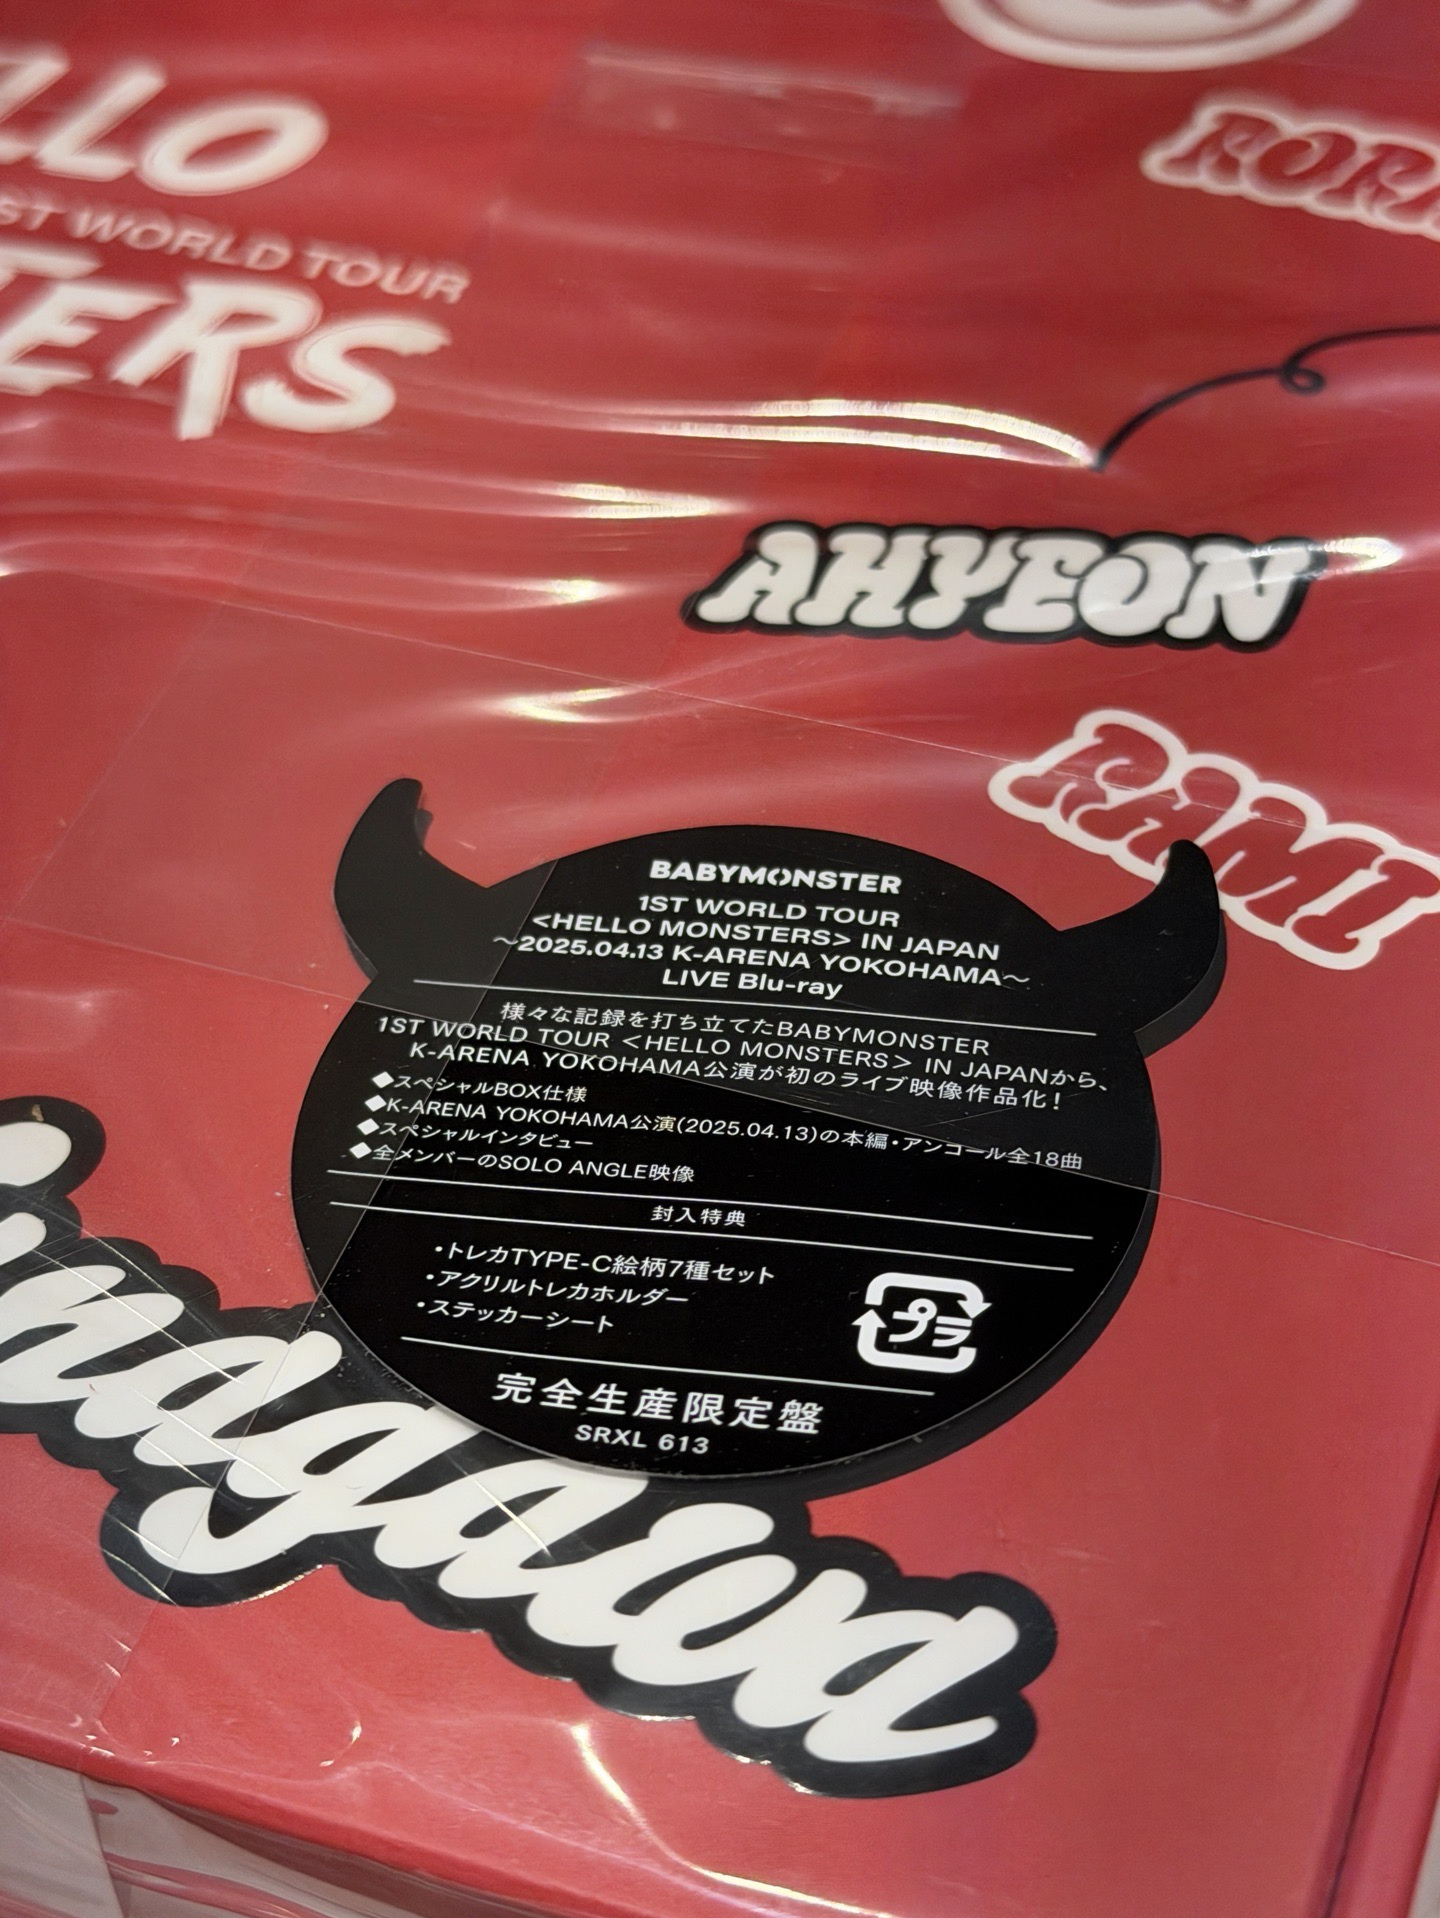 LLO
ST WORLD TOUR
TERS
AHYEON
RAMI
BABYMONSTER
1ST WORLD TOUR
<HELLO MONSTERS> IN JAPAN
～2025.04.13 K-ARENA YOKOHAMA～
LIVE Blu-ray
様々な記録を打ち立てたBABYMONSTER
1ST WORLD TOUR <HELLO MONSTERS> IN JAPANから、
K-ARENA YOKOHAMA公演が初のライブ映像作品化！
◆スペシャルBOX仕様
◆K-ARENA YOKOHAMA公演(2025.04.13)の本編・アンコール全18曲
◆スペシャルインタビュー
◆全メンバーのSOLO ANGLE映像
封入特典
・トレカTYPE-C絵柄7種セット
・アクリルトレカホルダー
・ステッカーシート
プラ
完全生産限定盤
SRXL 613